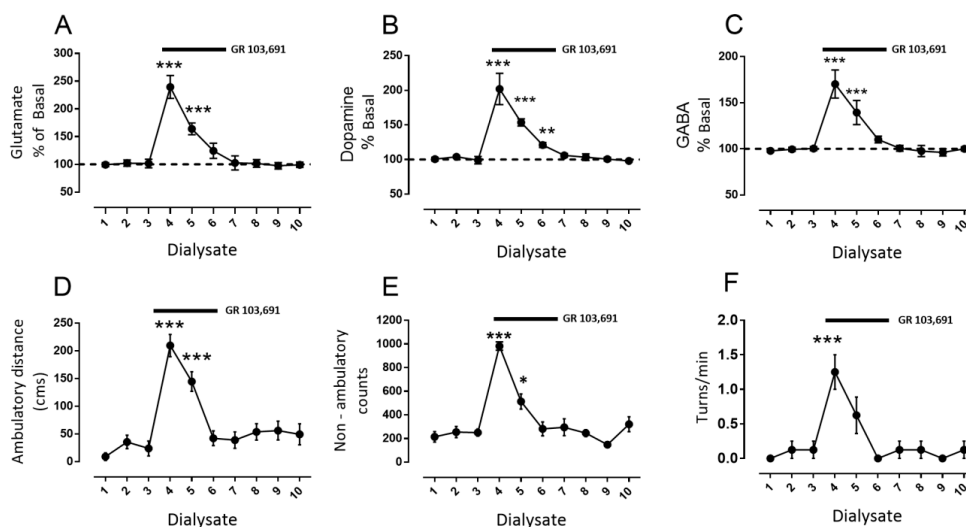 A
GR 103,691
Glutamate
% of Basal
300
250
200
150
100
50
***
***
1 2 3 4 5 6 7 8 9 10
Dialysate
B
GR 103,691
Dopamine
% Basal
250
200
150
100
50
***
***
**
1 2 3 4 5 6 7 8 9 10
Dialysate
C
GR 103,691
GABA
% Basal
200
150
100
50
***
***
1 2 3 4 5 6 7 8 9 10
Dialysate
D
GR 103,691
Ambulatory distance
(cms)
250
200
150
100
50
0
***
***
1 2 3 4 5 6 7 8 9 10
Dialysate
E
GR 103,691
Non - ambulatory
counts
1200
1000
800
600
400
200
0
***
*
1 2 3 4 5 6 7 8 9 10
Dialysate
F
GR 103,691
Turns/min
2.0
1.5
1.0
0.5
0.0
***
1 2 3 4 5 6 7 8 9 10
Dialysate